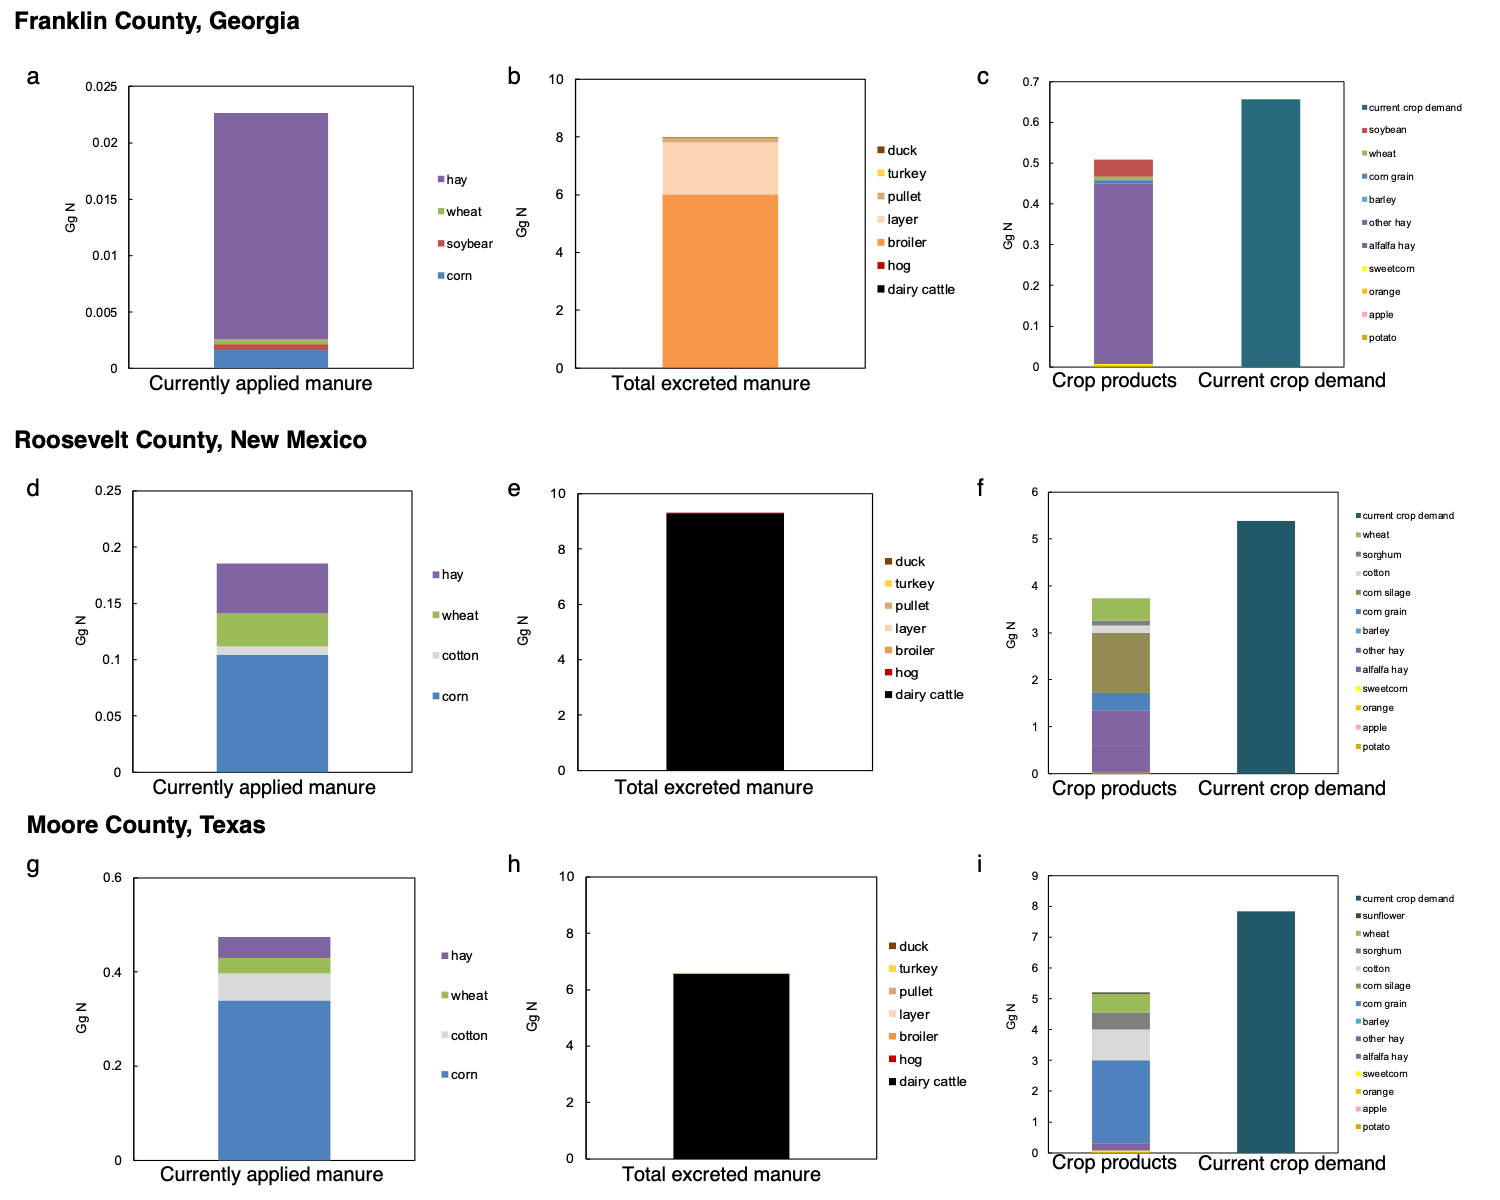 Franklin County, Georgia
a
0.025
0.02
0.015
0.01
0.005
0
Gg N
hay
wheat
soybear
corn
Currently applied manure
b
10
8
6
4
2
0
Gg N
duck
turkey
pullet
layer
broiler
hog
dairy cattle
Total excreted manure
c
0.7
0.6
0.5
0.4
0.3
0.2
0.1
0
Gg N
current crop demand
soybean
wheat
corn grain
barley
other hay
alfalfa hay
sweetcorn
orange
apple
potato
Crop products
Current crop demand
Roosevelt County, New Mexico
d
0.25
0.2
0.15
0.1
0.05
0
Gg N
hay
wheat
cotton
corn
Currently applied manure
e
10
8
6
4
2
0
Gg N
duck
turkey
pullet
layer
broiler
hog
dairy cattle
Total excreted manure
f
6
5
4
3
2
1
0
Gg N
current crop demand
wheat
sorghum
cotton
corn silage
corn grain
barley
other hay
alfalfa hay
sweetcorn
orange
apple
potato
Crop products
Current crop demand
Moore County, Texas
g
0.6
0.4
0.2
0
Gg N
hay
wheat
cotton
corn
Currently applied manure
h
10
8
6
4
2
0
Gg N
duck
turkey
pullet
layer
broiler
hog
dairy cattle
Total excreted manure
i
9
8
7
6
5
4
3
2
1
0
Gg N
current crop demand
sunflower
wheat
sorghum
cotton
corn silage
corn grain
barley
other hay
alfalfa hay
sweetcorn
orange
apple
potato
Crop products
Current crop demand